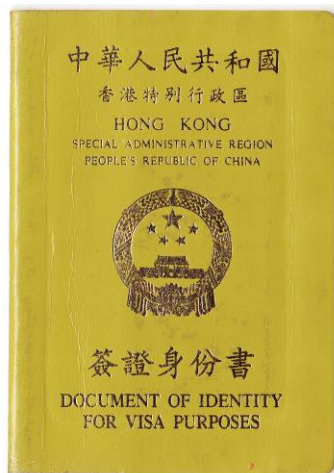 中華人民共和國
香港特別行政區
HONG KONG
SPECIAL ADMINISTRATIVE REGION
PEOPLE'S REPUBLIC OF CHINA
簽證身份書
DOCUMENT OF IDENTITY
FOR VISA PURPOSES